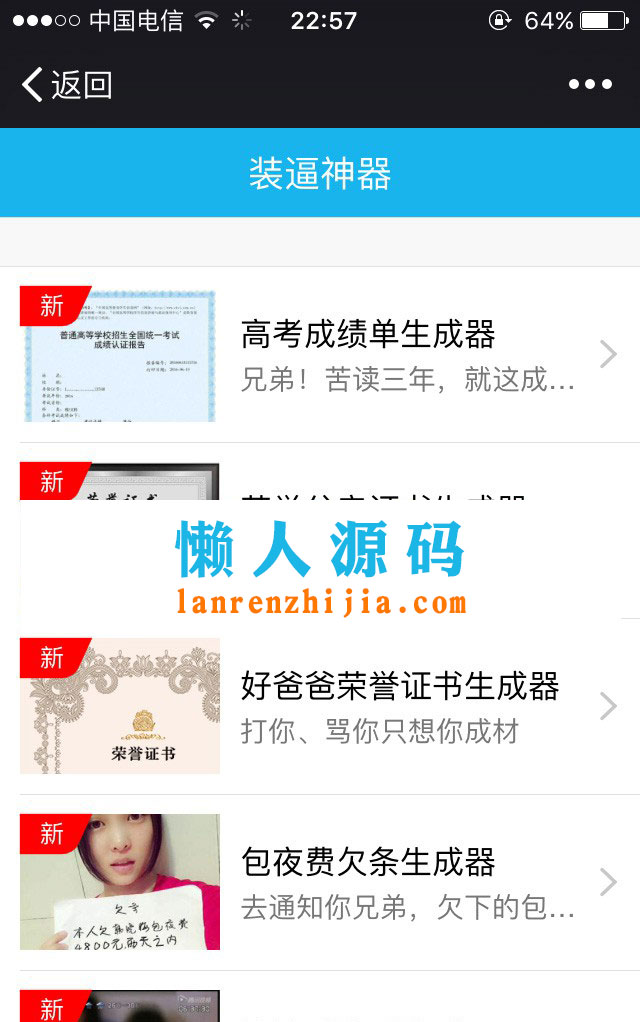 中国电信
22:57
64%
返回
装逼神器
新
普通高等学校招生全国统一考试
成绩认证报告
高考成绩单生成器
兄弟！苦读三年，就这成…
新
荣誉证书
懒人源码
lanrenzhijia.com
新
荣誉证书
好爸爸荣誉证书生成器
打你、骂你只想你成材
新
欠条
包夜费
4800元 两天之内
包夜费欠条生成器
去通知你兄弟，欠下的包…
新